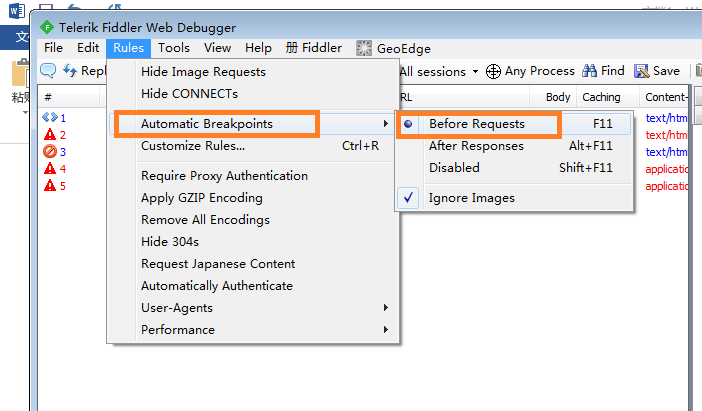 Telerik Fiddler Web Debugger
File Edit Rules Tools View Help 册 Fiddler GeoEdge
All sessions Any Process Find Save
# RL Body Caching Content-
Hide Image Requests
Hide CONNECTs
Automatic Breakpoints
Customize Rules... Ctrl+R
Require Proxy Authentication
Apply GZIP Encoding
Remove All Encodings
Hide 304s
Request Japanese Content
Automatically Authenticate
User-Agents
Performance
Before Requests F11
After Responses Alt+F11
Disabled Shift+F11
Ignore Images
1 text/htm
2 text/htm
3 text/htm
4 applicatio
5 applicatio